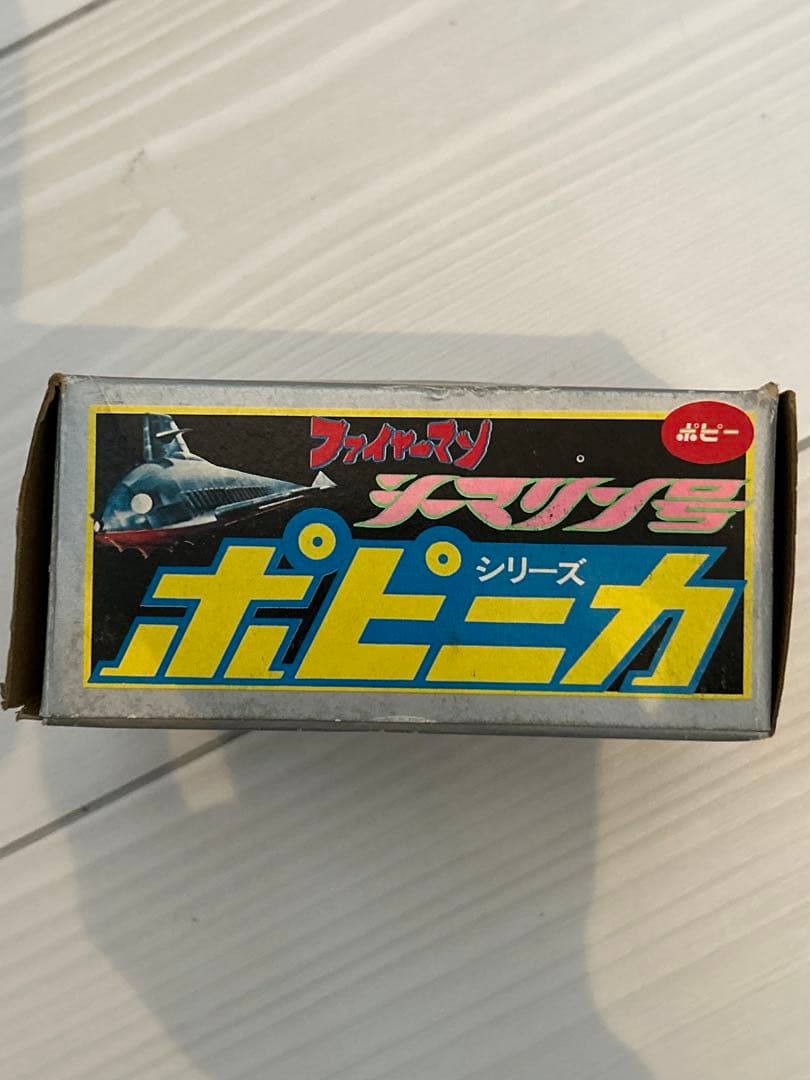 ファイヤーマン
ポピー
シーマリン号
ポピニカ
シリーズ